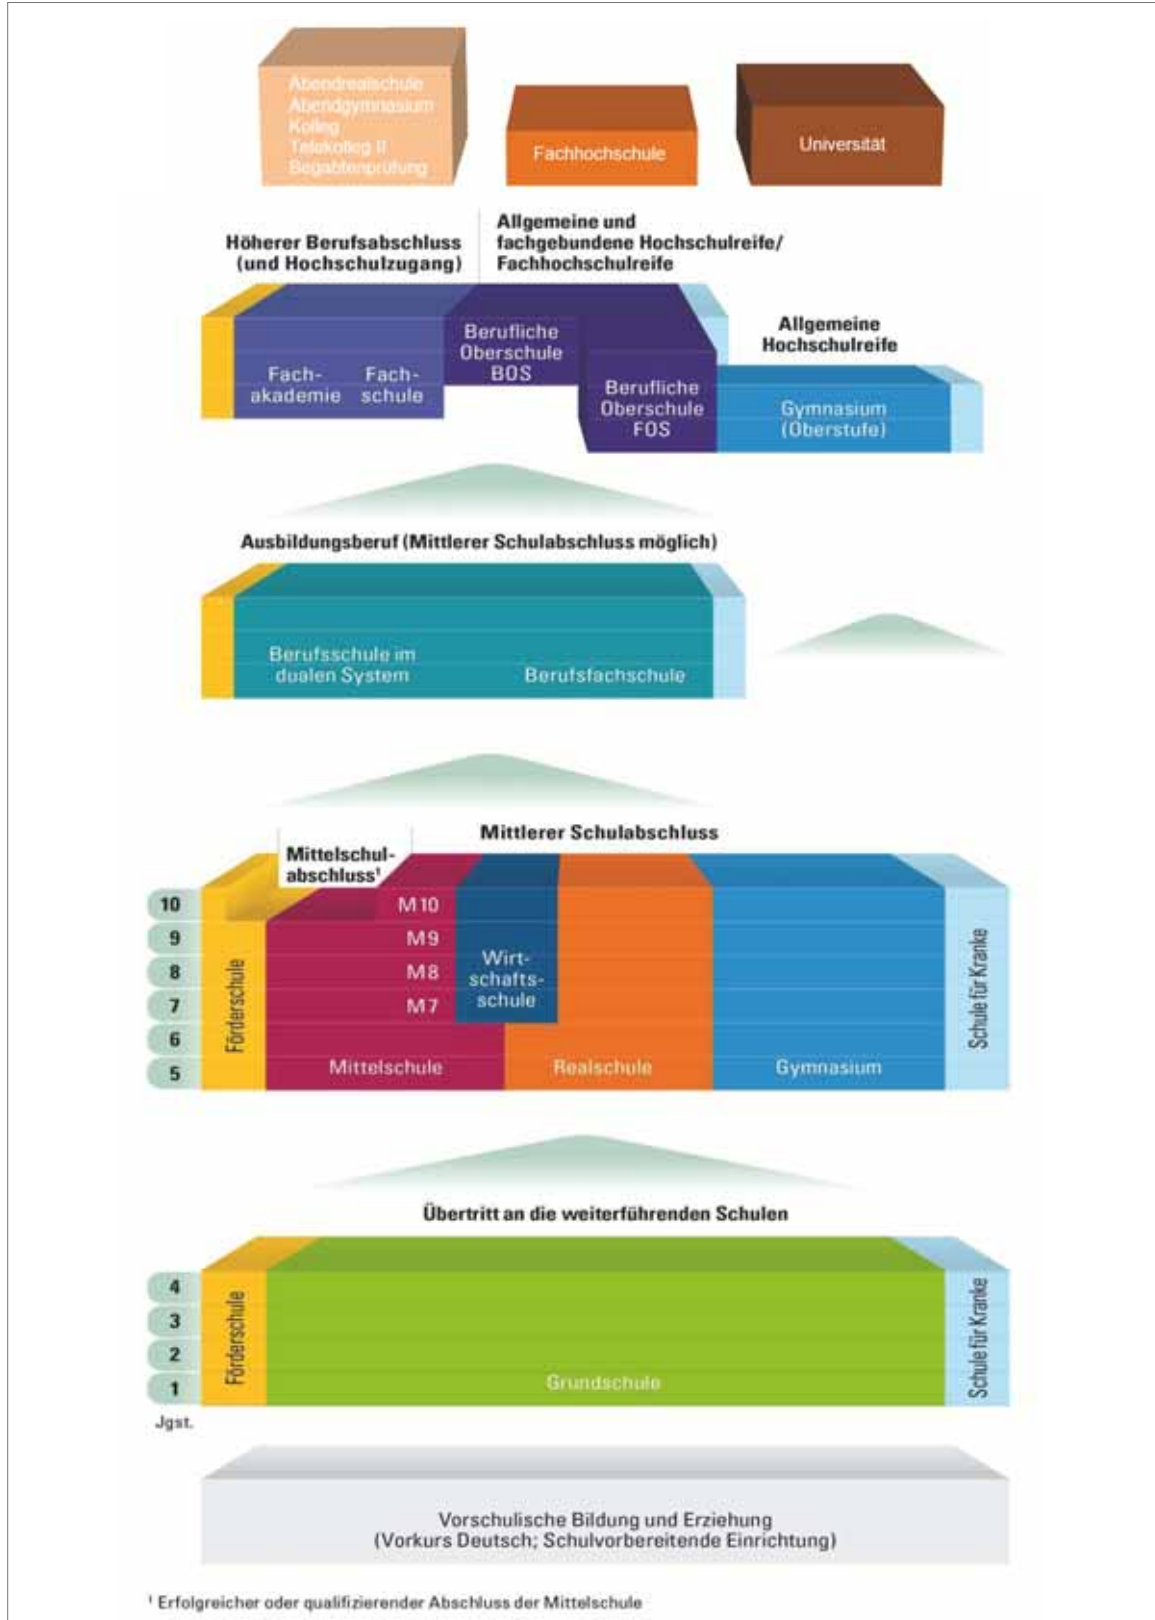 Abendrealschule
Abendgymnasium
Kolleg
Telekolleg II
Begabtenprüfung
Fachhochschule
Universität
Höherer Berufsabschluss
(und Hochschulzugang)
Allgemeine und
fachgebundene Hochschulreife/
Fachhochschulreife
Allgemeine
Hochschulreife
Fach-
akademie
Fach-
schule
Berufliche
Oberschule
BOS
Berufliche
Oberschule
FOS
Gymnasium
(Oberstufe)
Ausbildungsberuf (Mittlerer Schulabschluss möglich)
Berufsschule im
dualen System
Berufsfachschule
Mittlerer Schulabschluss
Mittelschul-
abschluss¹
10
9
8
7
6
5
Förderschule
M 10
M 9
M 8
M 7
Mittelschule
Wirt-
schafts-
schule
Realschule
Gymnasium
Schule für Kranke
Übertritt an die weiterführenden Schulen
4
3
2
1
Jgst.
Förderschule
Grundschule
Schule für Kranke
Vorschulische Bildung und Erziehung
(Vorkurs Deutsch; Schulvorbereitende Einrichtung)
¹ Erfolgreicher oder qualifizierender Abschluss der Mittelschule